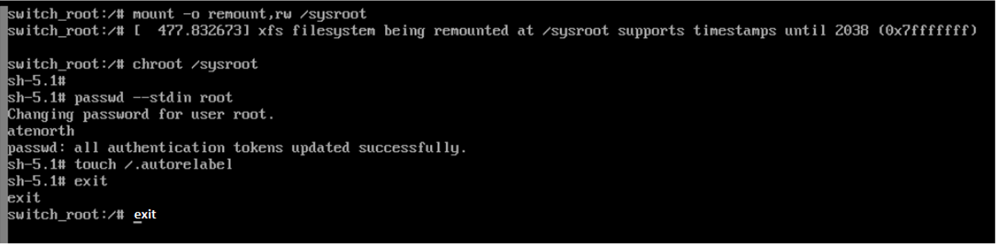 switch_root:/# mount -o remount,rw /sysroot
switch_root:/# [  477.832673] xfs filesystem being remounted at /sysroot supports timestamps until 2038 (0x7fffffff)
switch_root:/# chroot /sysroot
sh-5.1#
sh-5.1# passwd --stdin root
Changing password for user root.
atenorth
passwd: all authentication tokens updated successfully.
sh-5.1# touch /.autorelabel
sh-5.1# exit
exit
switch_root:/# exit